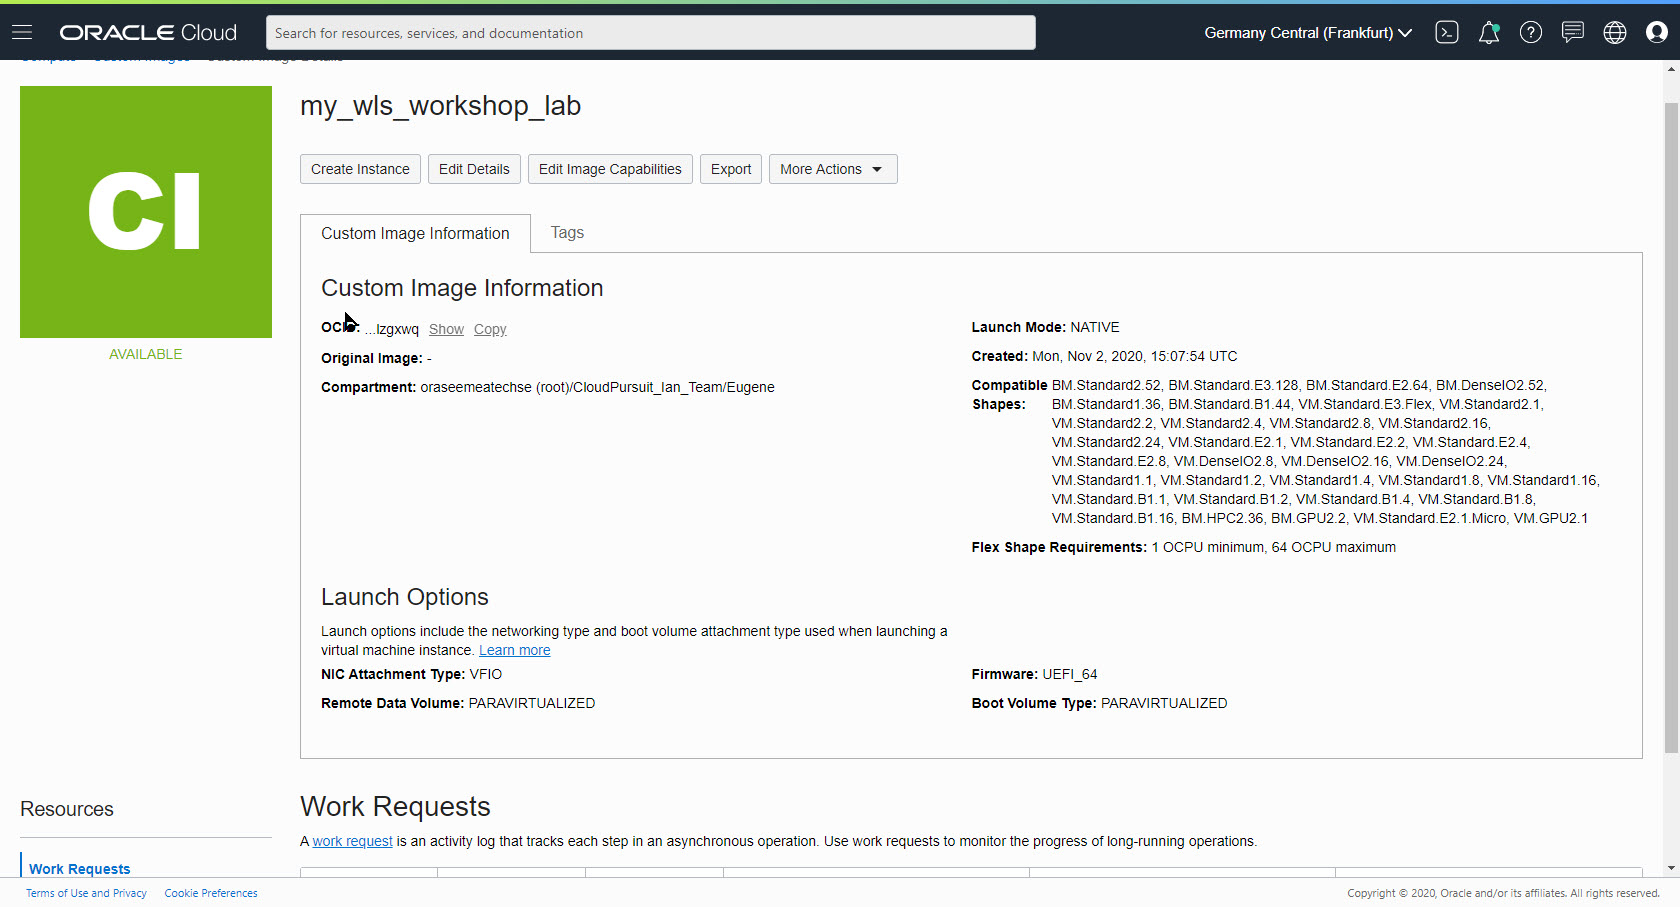 ORACLE Cloud
Search for resources, services, and documentation
Germany Central (Frankfurt)
Compute Custom Images Custom Image Details
CI
AVAILABLE
my_wls_workshop_lab
Create Instance
Edit Details
Edit Image Capabilities
Export
More Actions
Custom Image Information
Tags
Custom Image Information
...lzgxwq Show Copy
Original Image: -
Compartment: oraseemeatechse (root)/CloudPursuit_Ian_Team/Eugene
Launch Mode: NATIVE
Created: Mon, Nov 2, 2020, 15:07:54 UTC
Compatible BM.Standard2.52, BM.Standard.E3.128, BM.Standard.E2.64, BM.DenseIO2.52,
Shapes: BM.Standard1.36, BM.Standard.B1.44, VM.Standard.E3.Flex, VM.Standard2.1,
VM.Standard2.2, VM.Standard2.4, VM.Standard2.8, VM.Standard2.16,
VM.Standard2.24, VM.Standard.E2.1, VM.Standard.E2.2, VM.Standard.E2.4,
VM.Standard.E2.8, VM.DenseIO2.8, VM.DenseIO2.16, VM.DenseIO2.24,
VM.Standard1.1, VM.Standard1.2, VM.Standard1.4, VM.Standard1.8, VM.Standard1.16,
VM.Standard.B1.1, VM.Standard.B1.2, VM.Standard.B1.4, VM.Standard.B1.8,
VM.Standard.B1.16, BM.HPC2.36, BM.GPU2.2, VM.Standard.E2.1.Micro, VM.GPU2.1
Flex Shape Requirements: 1 OCPU minimum, 64 OCPU maximum
Launch Options
Launch options include the networking type and boot volume attachment type used when launching a
virtual machine instance. Learn more
NIC Attachment Type: VFIO
Remote Data Volume: PARAVIRTUALIZED
Firmware: UEFI_64
Boot Volume Type: PARAVIRTUALIZED
Resources
Work Requests
Work Requests
A work request is an activity log that tracks each step in an asynchronous operation. Use work requests to monitor the progress of long-running operations.
Terms of Use and Privacy Cookie Preferences
Copyright © 2020, Oracle and/or its affiliates. All rights reserved.